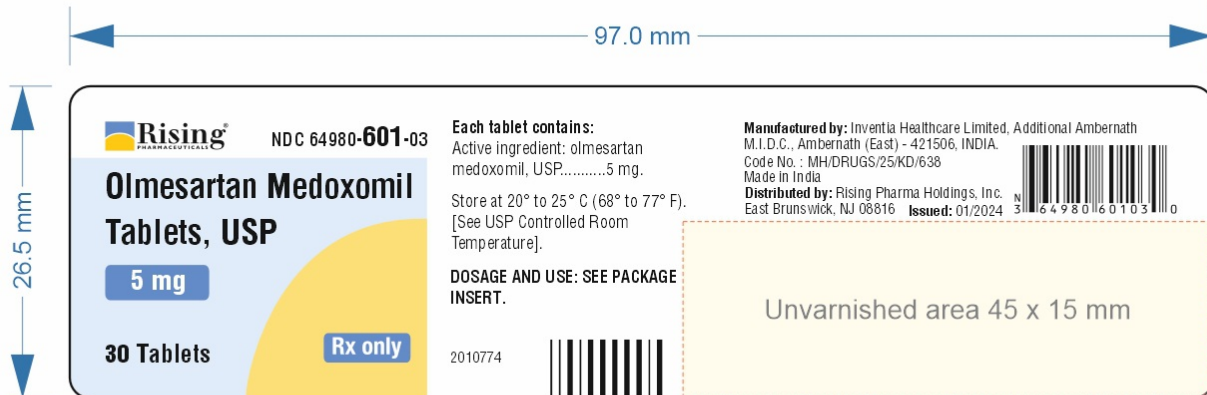 97.0 mm
26.5 mm
Rising®
PHARMACEUTICALS
NDC 64980-601-03
Olmesartan Medoxomil
Tablets, USP
5 mg
30 Tablets
Rx only
Each tablet contains:
Active ingredient: olmesartan
medoxomil, USP..........5 mg.
Store at 20° to 25° C (68° to 77° F).
[See USP Controlled Room
Temperature].
DOSAGE AND USE: SEE PACKAGE
INSERT.
2010774
Manufactured by: Inventia Healthcare Limited, Additional Ambernath
M.I.D.C., Ambernath (East) - 421506, INDIA.
Code No. : MH/DRUGS/25/KD/638
Made in India
Distributed by: Rising Pharma Holdings, Inc.
East Brunswick, NJ 08816 Issued: 01/2024
N
3 64980 60103 0
Unvarnished area 45 x 15 mm